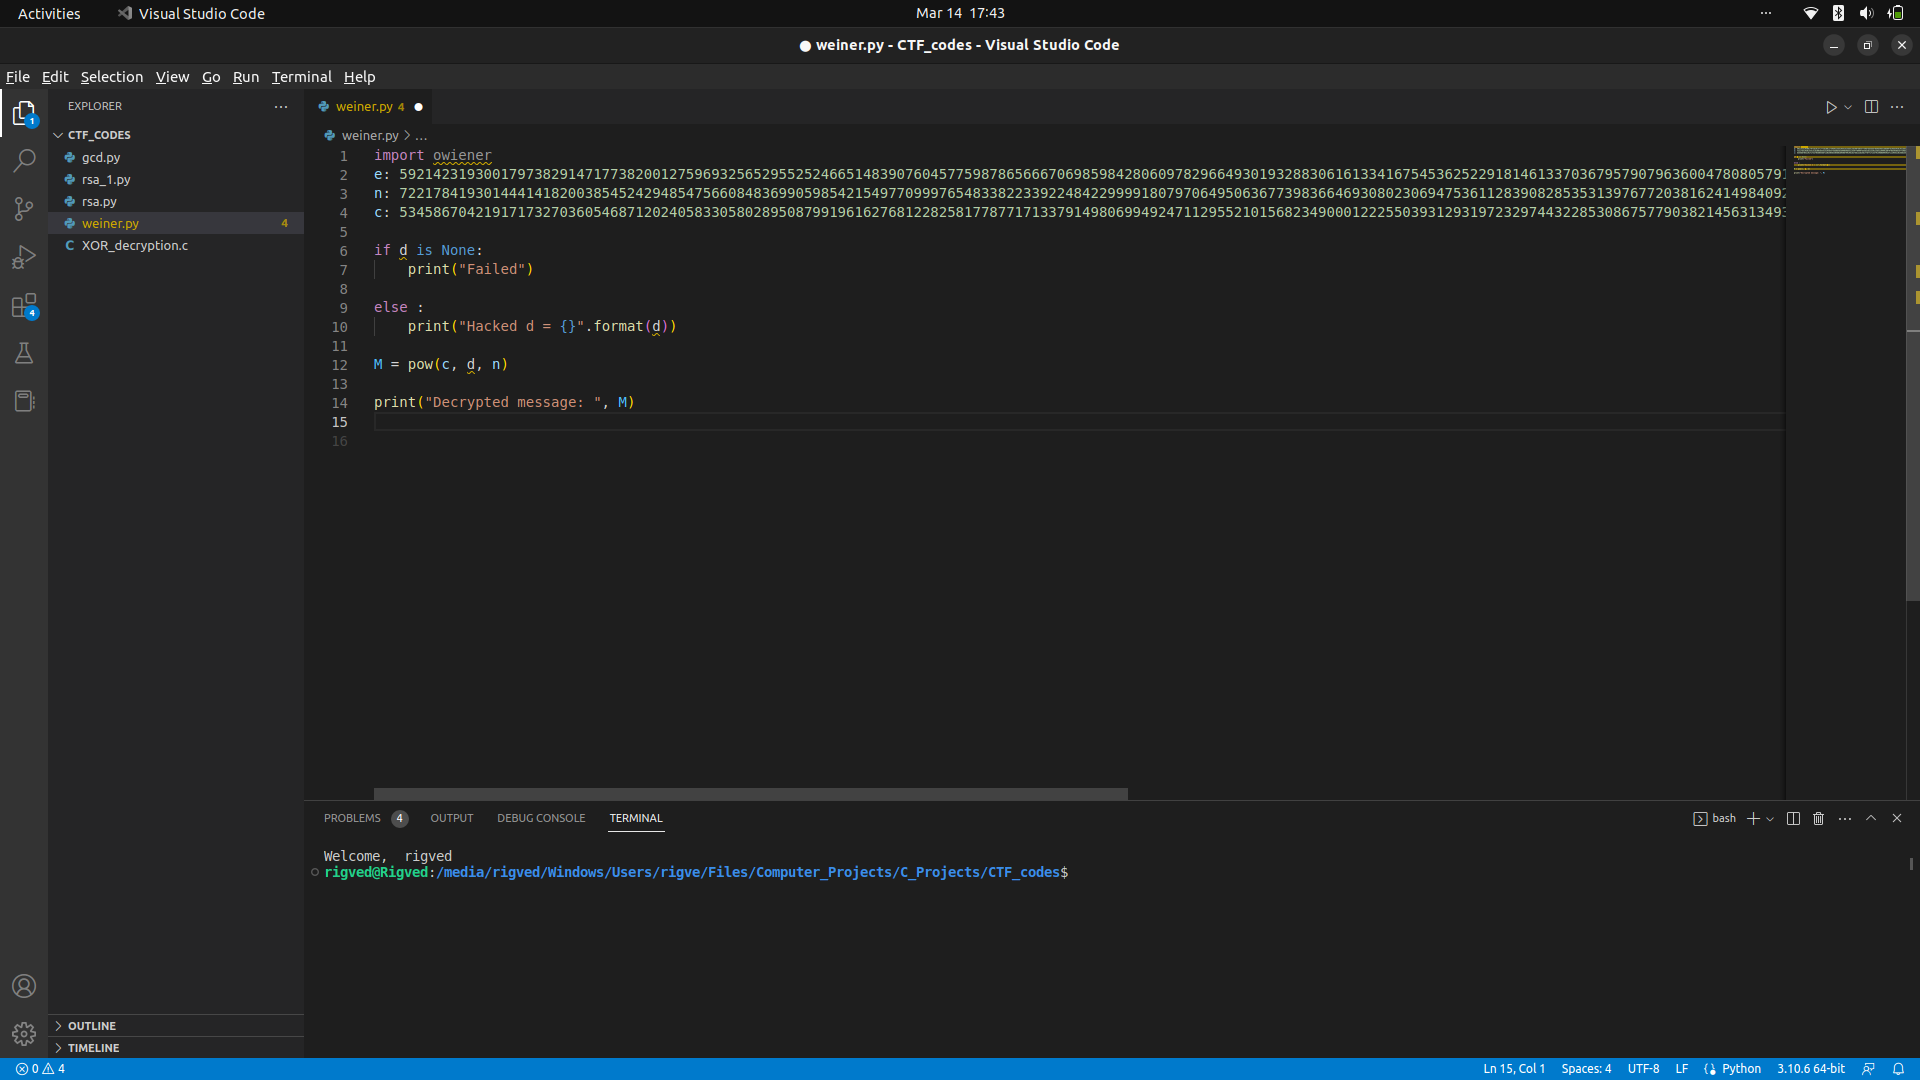 Activities
Visual Studio Code
Mar 14 17:43
● weiner.py - CTF_codes - Visual Studio Code
File Edit Selection View Go Run Terminal Help
EXPLORER
CTF_CODES
gcd.py
rsa_1.py
rsa.py
weiner.py 4
XOR_decryption.c
OUTLINE
TIMELINE
weiner.py 4
weiner.py > ...
1 import owiener
2 e:
3 n:
4 c:
5
6 if d is None:
7 print("Failed")
8
9 else :
10 print("Hacked d = {}".format(d))
11
12 M = pow(c, d, n)
13
14 print("Decrypted message: ", M)
15
16
PROBLEMS 4 OUTPUT DEBUG CONSOLE TERMINAL
bash
Welcome, rigved
rigved@Rigved:/media/rigved/Windows/Users/rigve/Files/Computer_Projects/C_Projects/CTF_codes$
0 4
Ln 15, Col 1 Spaces: 4 UTF-8 LF Python 3.10.6 64-bit
1
4